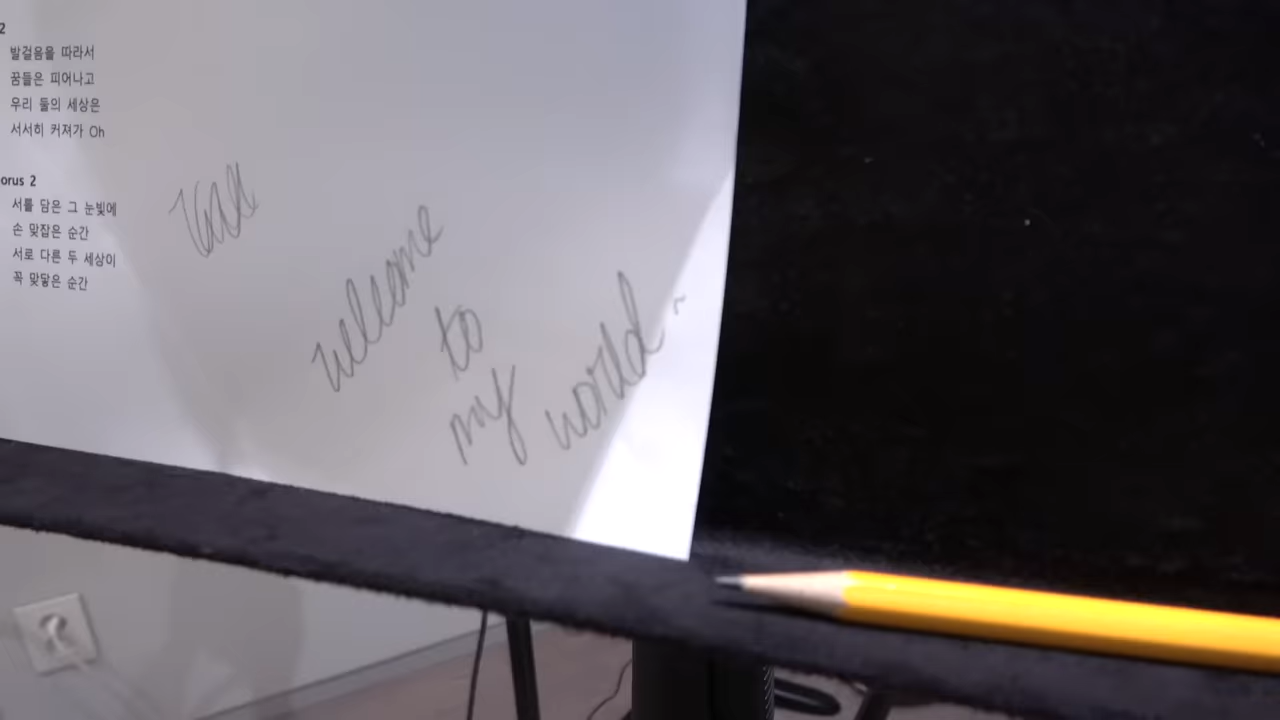 2
발걸음을 따라서
꿈들은 피어나고
우리 둘의 세상은
서서히 커져가 Oh
orus 2
서를 담은 그 눈빛에
손 맞잡은 순간
서로 다른 두 세상이
꼭 맞닿은 순간
welcome
to
my world~